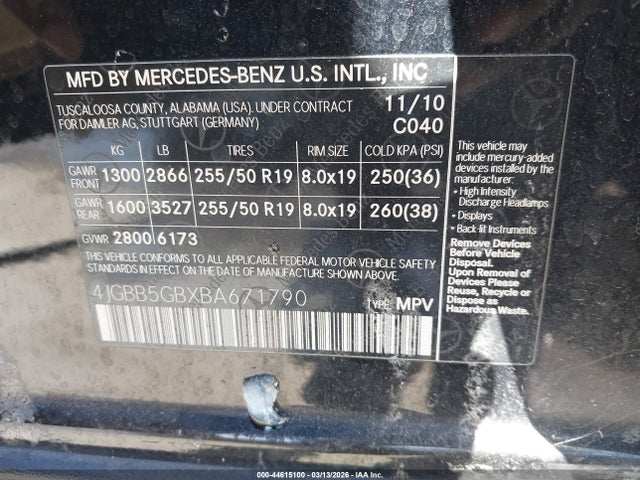 MFD BY MERCEDES-BENZ U.S. INTL., INC
TUSCALOOSA COUNTY, ALABAMA (USA). UNDER CONTRACT 11/10
FOR DAIMLER AG, STUTTGART (GERMANY) C040
KG LB TIRES RIM SIZE COLD KPA (PSI)
GAWR FRONT 1300 2866 255/50 R19 8.0x19 250(36)
GAWR REAR 1600 3527 255/50 R19 8.0x19 260(38)
GVWR 2800 6173
THIS VEHICLE CONFORMS TO ALL APPLICABLE FEDERAL MOTOR VEHICLE SAFETY
STANDARDS IN EFFECT ON THE DATE OF MANUFACTURE SHOWN ABOVE.
4JGBB5GBXBA671790 TYPE: MPV
This vehicle may
include mercury-added
devices installed by the
manufacturer:
• High Intensity
Discharge Headlamps
• Displays
• Back-lit Instruments
Remove Devices
Before Vehicle
Disposal.
Upon Removal of
Devices Please
Reuse, Recycle or
Dispose as
Hazardous Waste.
000-44615100 - 03/13/2026 - IAA Inc.